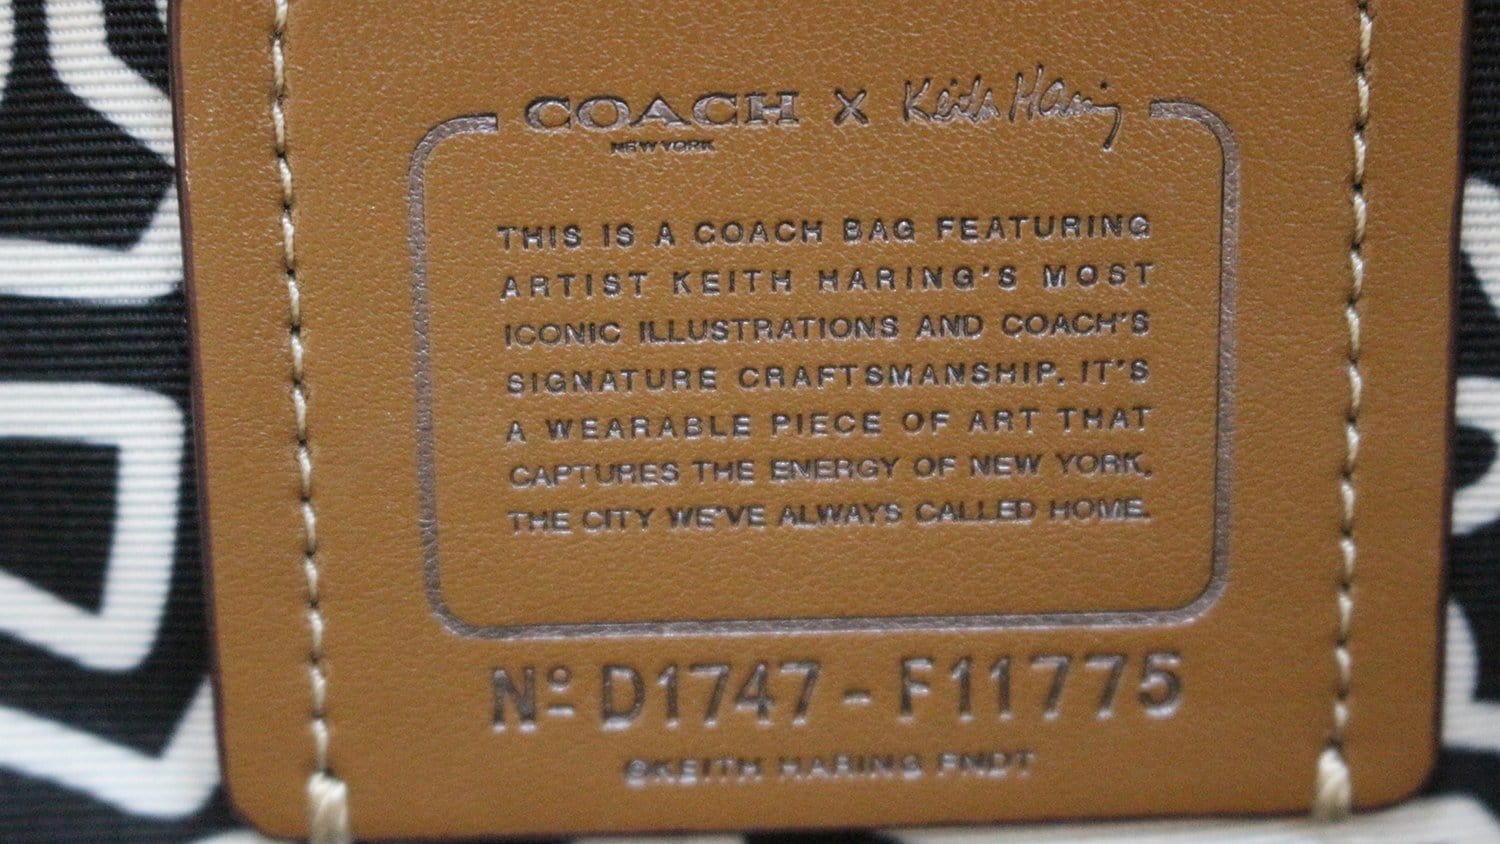 COACH X Keith Haring
NEW YORK
THIS IS A COACH BAG FEATURING
ARTIST KEITH HARING'S MOST
ICONIC ILLUSTRATIONS AND COACH'S
SIGNATURE CRAFTSMANSHIP. IT'S
A WEARABLE PIECE OF ART THAT
CAPTURES THE ENERGY OF NEW YORK,
THE CITY WE'VE ALWAYS CALLED HOME.
Nº D1747-F11775
©KEITH HARING FNDT